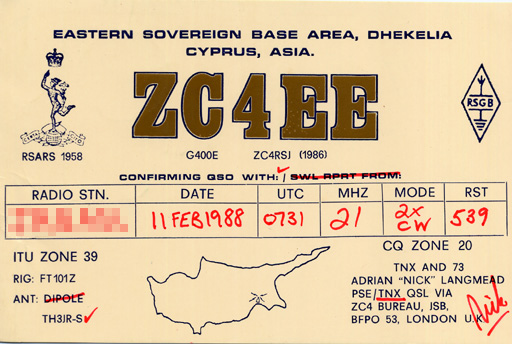 EASTERN SOVEREIGN BASE AREA, DHEKELIA
CYPRUS, ASIA.
ZC4EE
RSGB
RSARS 1958
G4OOE ZC4RSJ (1986)
CONFIRMING QSO WITH: ✓ / SWL RPRT FROM:
RADIO STN. DATE UTC MHZ MODE RST
11 FEB 1988 0731 21 2x CW 539
ITU ZONE 39
RIG: FT101Z
ANT: DIPOLE
TH3JR-S ✓
CQ ZONE 20
TNX AND 73
ADRIAN "NICK" LANGMEAD
PSE/TNX QSL VIA
ZC4 BUREAU, JSB,
BFPO 53, LONDON U.K.
Nick